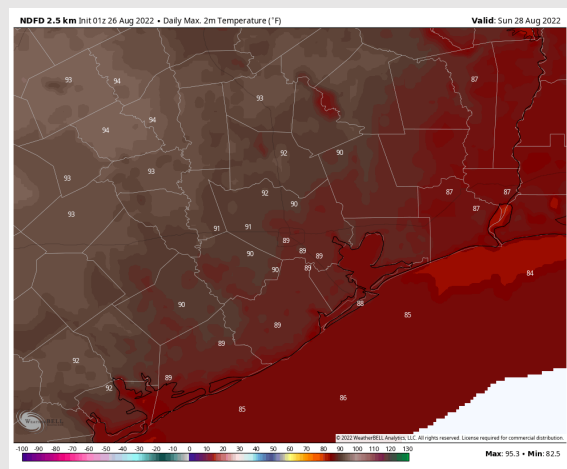 NDFD 2.5 km Init 01z 26 Aug 2022 • Daily Max. 2m Temperature (°F) Valid: Sun 28 Aug 2022
93 94 87
93
94 94
92 90
93 93
92 87 87
93 90 87
91 91
89
90 89 89
90 89 84
90 88
85
89
89
92
92 89
86
85
WeatherBELL
© 2022 WeatherBELL Analytics, LLC. All rights reserved. License required for commercial distribution.
-100 -90 -80 -70 -60 -50 -40 -30 -20 -10 0 10 20 30 40 50 60 70 80 90 100 110 120 130 Max: 95.3 • Min: 82.5